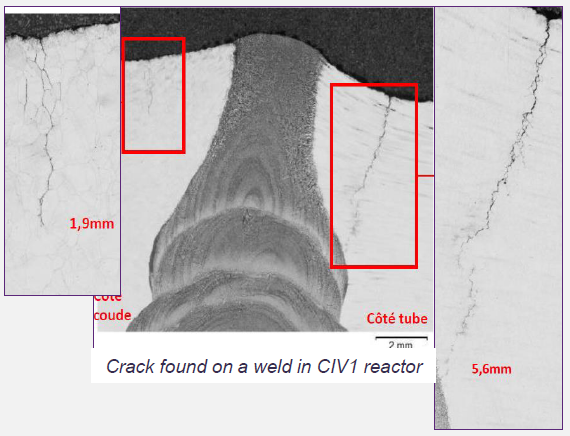 1,9mm
Côté
coude
Côté tube
2 mm
Crack found on a weld in CIV1 reactor
5,6mm